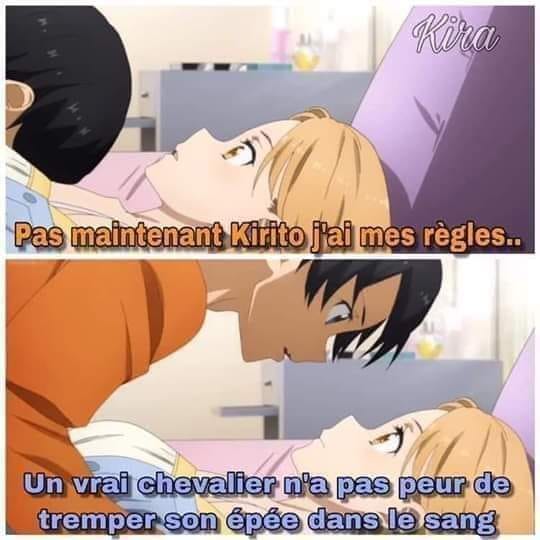 Kira
Pas maintenant Kirito j'ai mes règles..
Un vrai chevalier n'a pas peur de
tremper son épée dans le sang